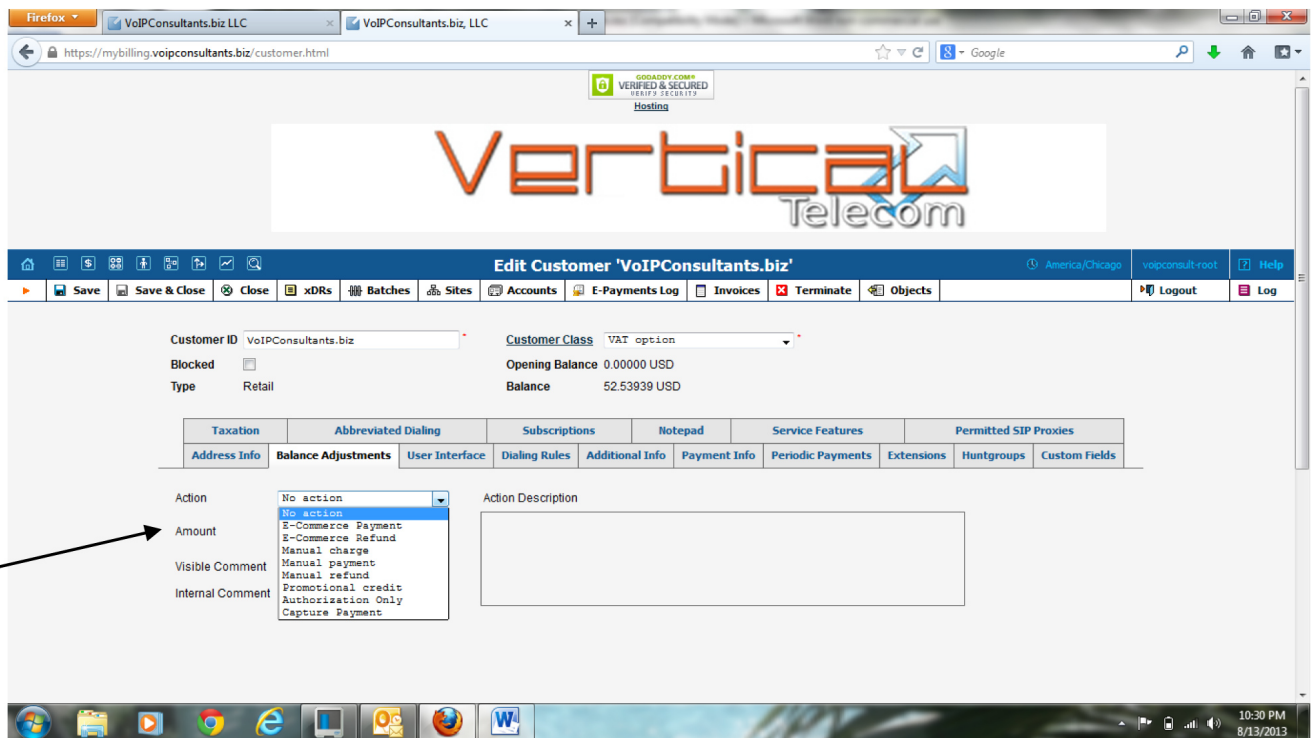 Firefox
VoIPConsultants.biz LLC
VoIPConsultants.biz, LLC
https://mybilling.voipconsultants.biz/customer.html
Google
GODADDY.COM®
VERIFIED & SECURED
VERIFY SECURITY
Hosting
Vertical
Telecom
Edit Customer 'VoIPConsultants.biz'
America/Chicago
voipconsult-root
Help
Save
Save & Close
Close
xDRs
Batches
Sites
Accounts
E-Payments Log
Invoices
Terminate
Objects
Logout
Log
Customer ID VoIPConsultants.biz *
Customer Class VAT option *
Blocked
Opening Balance 0.00000 USD
Type Retail
Balance 52.53939 USD
Taxation
Abbreviated Dialing
Subscriptions
Notepad
Service Features
Permitted SIP Proxies
Address Info
Balance Adjustments
User Interface
Dialing Rules
Additional Info
Payment Info
Periodic Payments
Extensions
Huntgroups
Custom Fields
Action
No action
Action Description
No action
E-Commerce Payment
E-Commerce Refund
Manual charge
Manual payment
Manual refund
Promotional credit
Authorization Only
Capture Payment
Amount
Visible Comment
Internal Comment
10:30 PM
8/13/2013